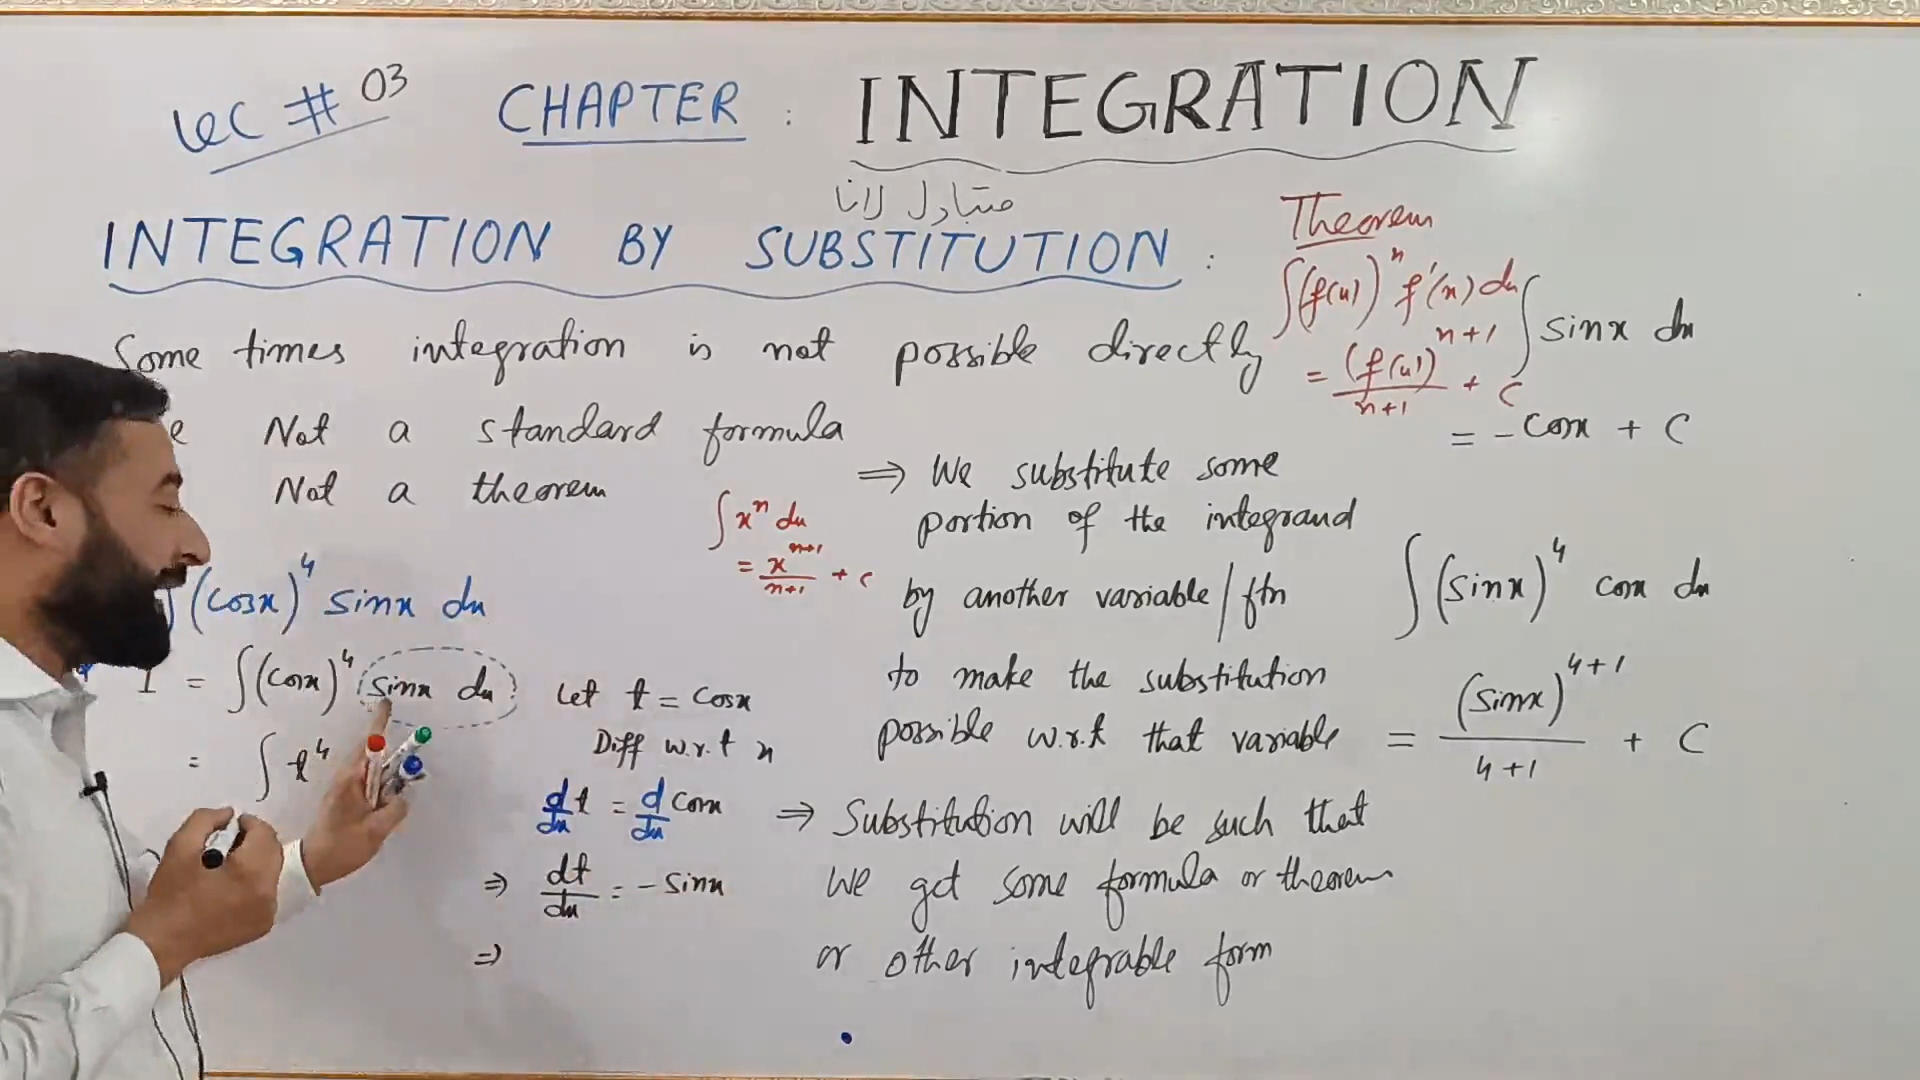 Lec # 03
CHAPTER : INTEGRATION
متبادل لانا
INTEGRATION BY SUBSTITUTION :
Some times integration is not possible directly
Not a standard formula
Not a theorem
∫(cosx)⁴ sinx dx
I = ∫(cosx)⁴ sinx dx
= ∫ t⁴
Let t = cosx
Diff w.r.t x
d/dx t = d/dx cosx
⇒ dt/dx = - sinx
⇒
∫ xⁿ dx
= xⁿ⁺¹/n+1 + c
⇒ We substitute some
portion of the integrand
by another variable/ftn
to make the substitution
possible w.r.t that variable
⇒ Substitution will be such that
We get some formula or theorem
or other integrable form
Theorem
∫(f(x))ⁿ f'(x) dx
= (f(x))ⁿ⁺¹/n+1 + C
∫ sinx dx
= -cosx + C
∫(sinx)⁴ cosx dx
= (sinx)⁴⁺¹/4+1 + C